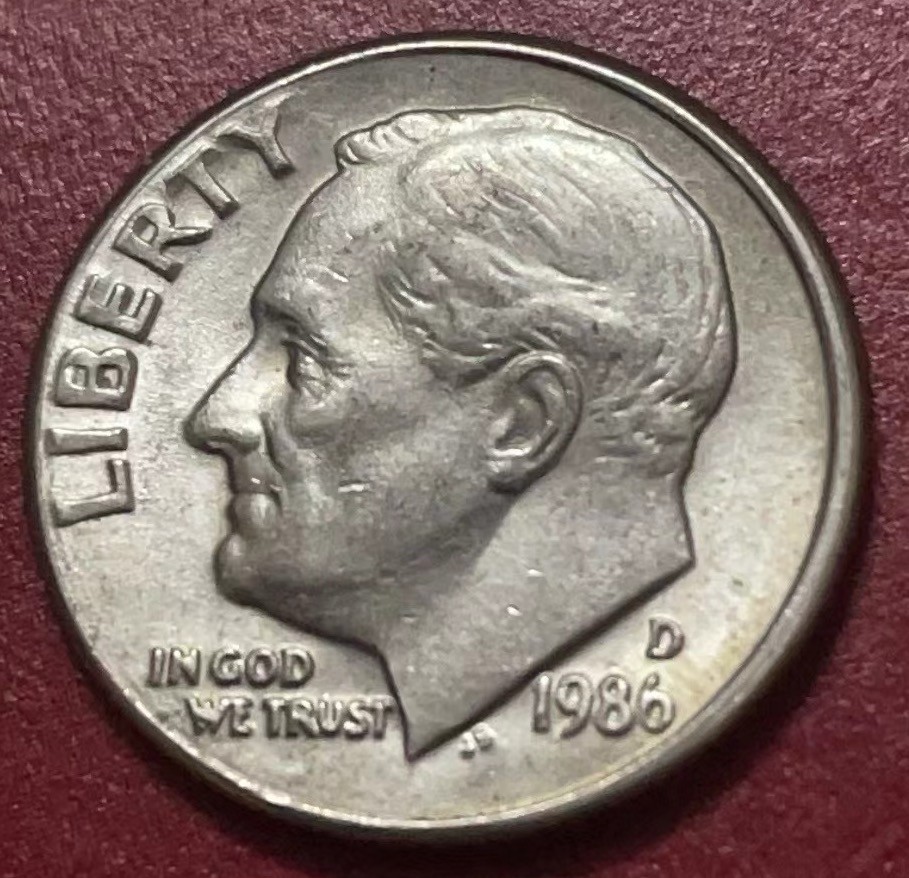 LIBERTY
IN GOD
WE TRUST
JS
D
1986